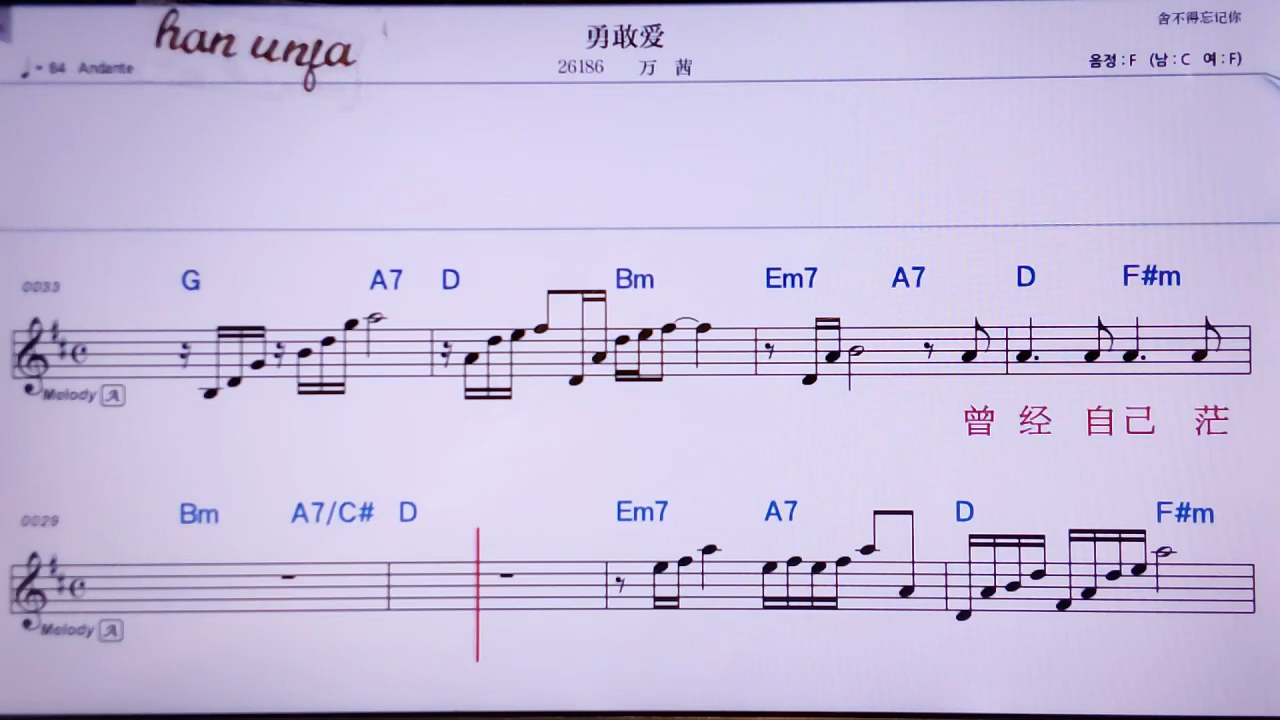 han unfa
勇敢爱
舍不得忘记你
♩= 84 Andante
26186 万 茜
음정 : F (남 : C 여 : F)
0033
G A7 D Bm Em7 A7 D F#m
Melody A
曾 经 自 己 茫
0029
Bm A7/C# D Em7 A7 D F#m
Melody A